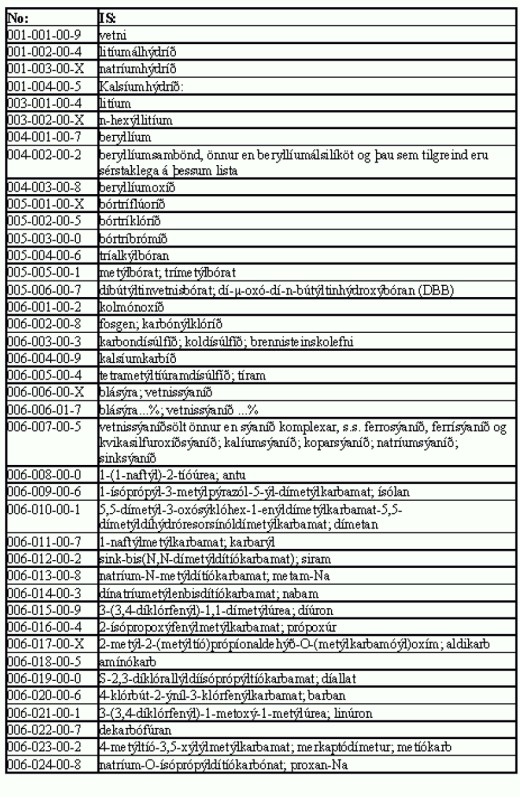 No: IS:
001-001-00-9 vetni
001-002-00-4 litíumálhýdríð
001-003-00-X natríumhýdríð
001-004-00-5 Kalsíumhýdríð:
003-001-00-4 litíum
003-002-00-X n-hexýllitíum
004-001-00-7 beryllíum
004-002-00-2 beryllíumsambönd, önnur en beryllíumálsilíköt og þau sem tilgreind eru
sérstaklega á þessum lista
004-003-00-8 beryllíumoxíð
005-001-00-X bórtríflúoríð
005-002-00-5 bórtríklóríð
005-003-00-0 bórtríbrómíð
005-004-00-6 tríalkýlbóran
005-005-00-1 metýlbórat; trímetýlbórat
005-006-00-7 díbútýltinvetnisbórat; dí-µ-oxó-dí-n-bútýltinhýdroxýbóran (DBB)
006-001-00-2 kolmónoxíð
006-002-00-8 fosgen; karbónýlklóríð
006-003-00-3 karbondísúlfíð; koldísúlfíð; brennisteinskolefni
006-004-00-9 kalsíumkarbíð
006-005-00-4 tetrametýltíúramdísúlfíð; tíram
006-006-00-X blásýra; vetnissýaníð
006-006-01-7 blásýra...%; vetnissýaníð ...%
006-007-00-5 vetnissýaníðsölt önnur en sýaníð komplexar, s.s. ferrosýaníð, ferrísýaníð og
kvikasilfuroxíðsýaníð; kalíumsýaníð; koparsýaníð; natríumsýaníð;
sinksýaníð
006-008-00-0 1-(1-naftýl)-2-tíóúrea; antu
006-009-00-6 1-ísóprópýl-3-metýlpýrazól-5-ýl-dímetýlkarbamat; ísólan
006-010-00-1 5,5-dímetýl-3-oxósýklóhex-1-enýldímetýlkarbamat-5,5-
dímetýldíhýdróresorsínóldímetýlkarbamat; dímetan
006-011-00-7 1-naftýlmetýlkarbamat; karbarýl
006-012-00-2 sink-bis(N,N-dímetýldítíókarbamat); siram
006-013-00-8 natríum-N-metýldítíókarbamat; metam-Na
006-014-00-3 dínatríumetýlenbisdítíókarbamat; nabam
006-015-00-9 3-(3,4-díklórfenýl)-1,1-dímetýlúrea; díúron
006-016-00-4 2-ísópropoxýfenýlmetýlkarbamat; própoxúr
006-017-00-X 2-metýl-2-(metýltíó)própíonaldehýð-O-(metýlkarbamóýl)oxím; aldikarb
006-018-00-5 amínókarb
006-019-00-0 S-2,3-díklórallýldíísóprópýltíókarbamat; díallat
006-020-00-6 4-klórbút-2-ýníl-3-klórfenýlkarbamat; barban
006-021-00-1 3-(3,4-díklórfenýl)-1-metoxý-1-metýlúrea; linúron
006-022-00-7 dekarbófúran
006-023-00-2 4-metýltíó-3,5-xýlýlmetýlkarbamat; merkaptódímetur; metíókarb
006-024-00-8 natríum-O-ísóprópýldítíókarbónat; proxan-Na